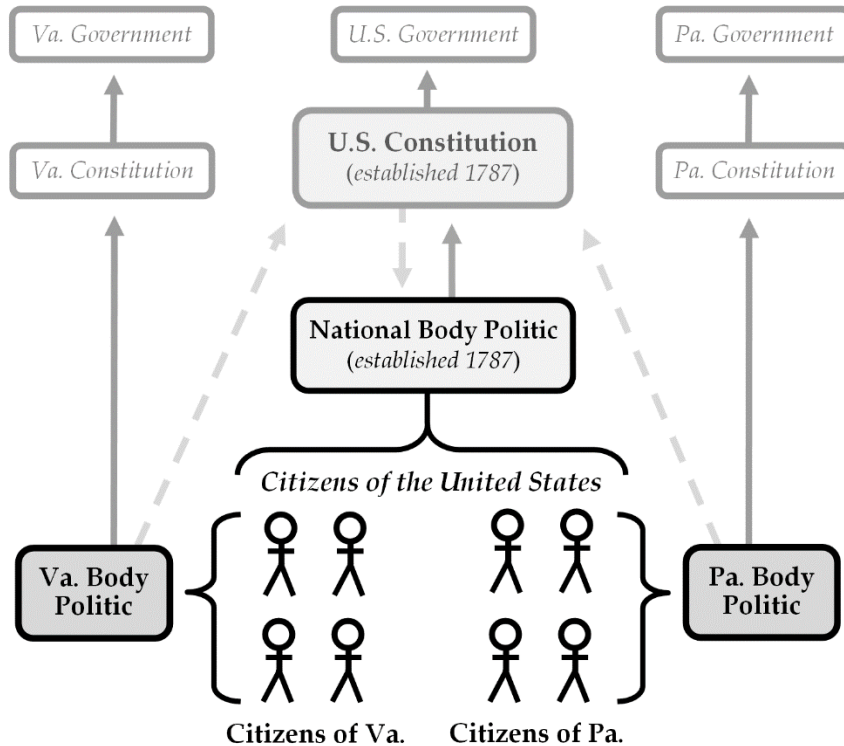 Va. Government
U.S. Government
Pa. Government
U.S. Constitution
(established 1787)
Va. Constitution
Pa. Constitution
National Body Politic
(established 1787)
Citizens of the United States
Va. Body
Politic
Pa. Body
Politic
Citizens of Va.
Citizens of Pa.